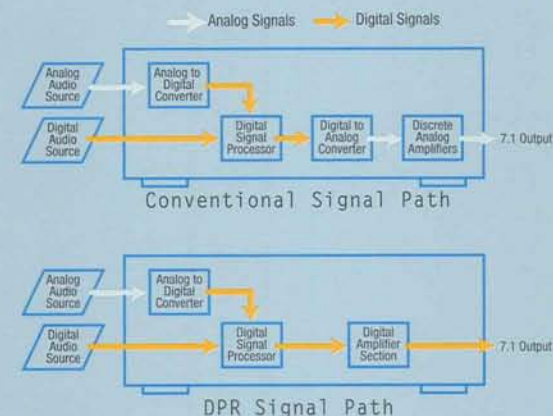 Analog Signals Digital Signals
Analog
Audio
Source
Analog to
Digital
Converter
Digital
Audio
Source
Digital
Signal
Processor
Digital to
Analog
Converter
Discrete
Analog
Amplifiers
7.1 Output
Conventional Signal Path
Analog
Audio
Source
Analog to
Digital
Converter
Digital
Audio
Source
Digital
Signal
Processor
Digital
Amplifier
Section
7.1 Output
DPR Signal Path